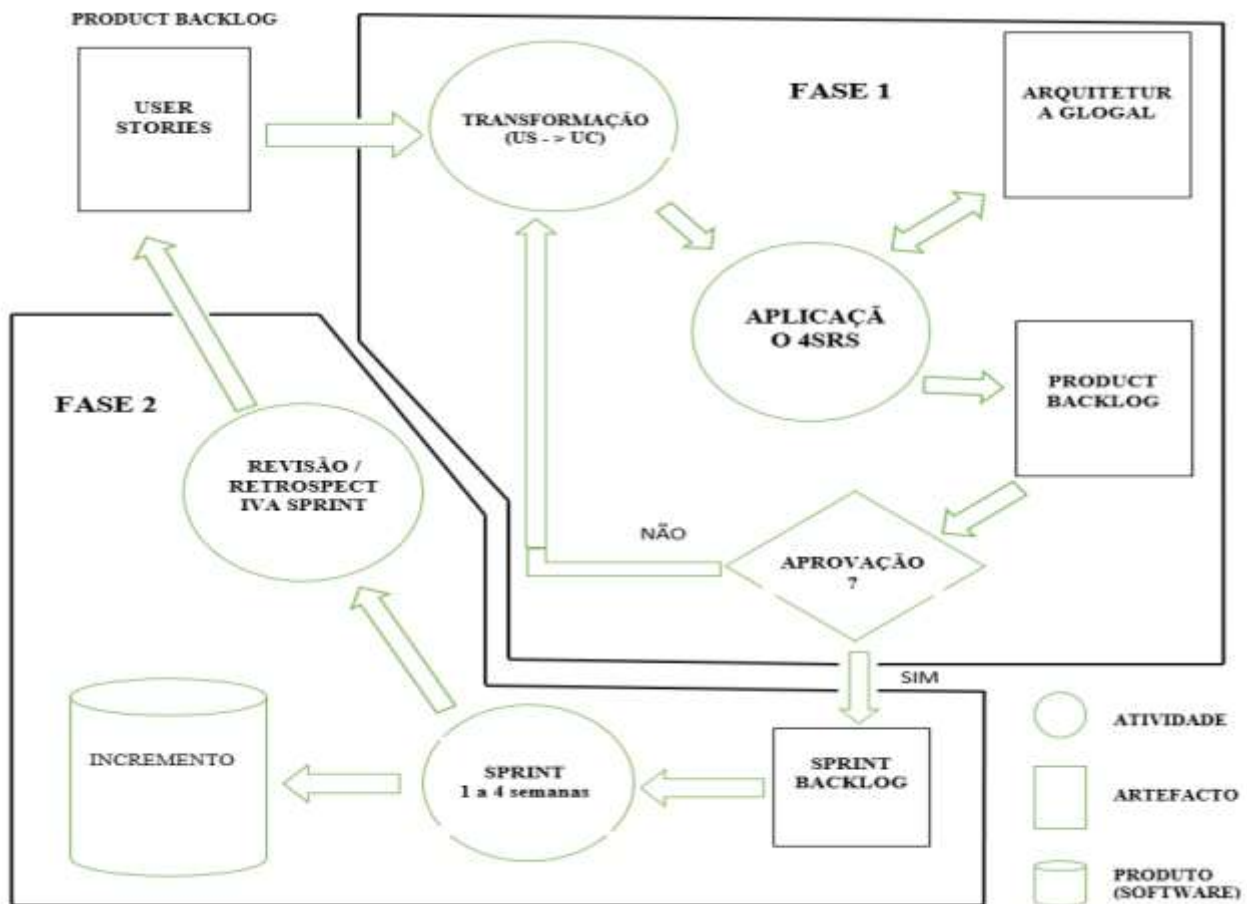 PRODUCT BACKLOG
USER
STORIES
TRANSFORMAÇÃO
(US - > UC)
FASE 1
ARQUITETUR
A GLOGAL
APLICAÇÃ
O 4SRS
PRODUCT
BACKLOG
FASE 2
REVISÃO /
RETROSPECT
IVA SPRINT
NÃO
APROVAÇÃO
?
SIM
INCREMENTO
SPRINT
1 a 4 semanas
SPRINT
BACKLOG
ATIVIDADE
ARTEFACTO
PRODUTO
(SOFTWARE)